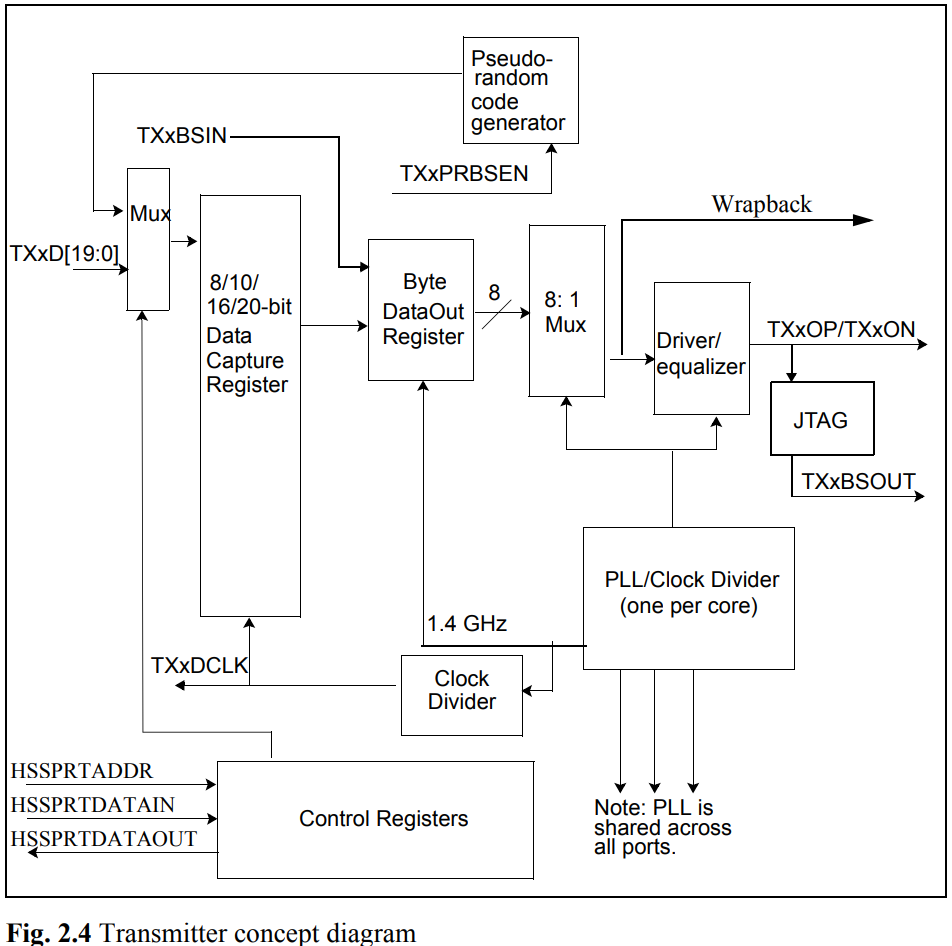 Pseudo-
random
code
generator
TXxBSIN
TXxPRBSEN
Wrapback
Mux
TXxD[19:0]
8/10/
16/20-bit
Data
Capture
Register
Byte
DataOut
Register
8
8: 1
Mux
Driver/
equalizer
TXxOP/TXxON
JTAG
TXxBSOUT
PLL/Clock Divider
(one per core)
1.4 GHz
TXxDCLK
Clock
Divider
HSSPRTADDR
HSSPRTDATAIN
HSSPRTDATAOUT
Control Registers
Note: PLL is
shared across
all ports.
Fig. 2.4 Transmitter concept diagram